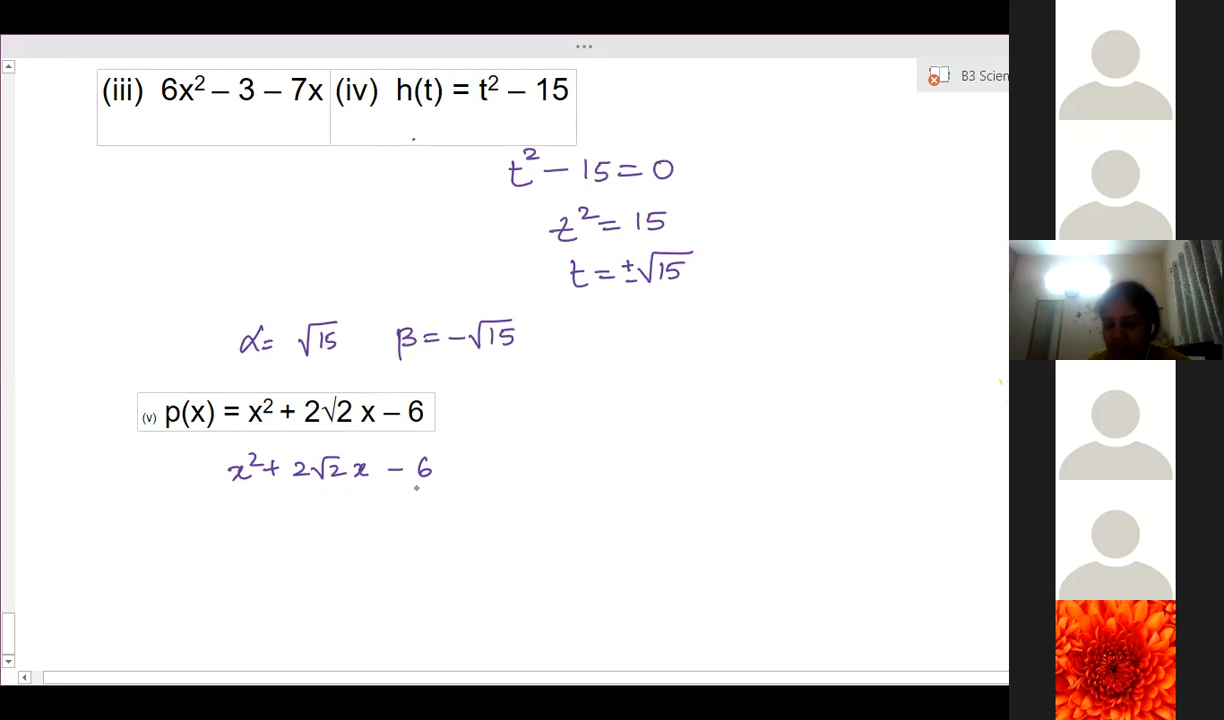 (iii) 6x² – 3 – 7x (iv) h(t) = t² – 15
B3 Scien
t² – 15 = 0
z² = 15
t = ±√15
α = √15 β = –√15
(v) p(x) = x² + 2√2 x – 6
x² + 2√2 x – 6